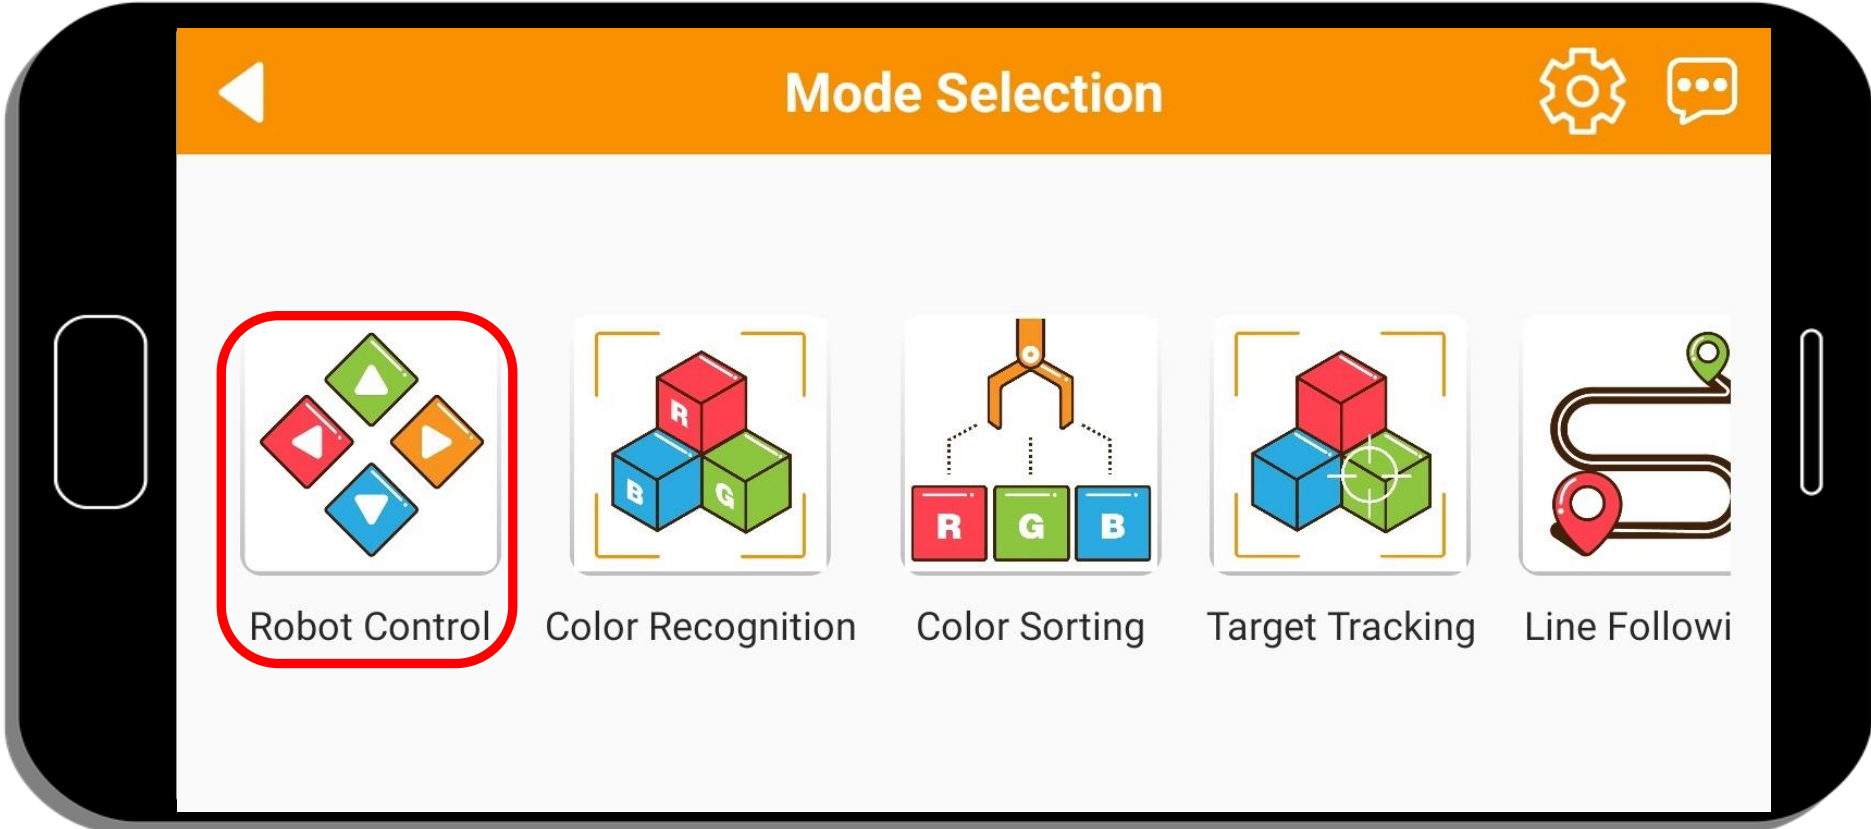 Mode Selection
R
B
G
R
G
B
Robot Control
Color Recognition
Color Sorting
Target Tracking
Line Followi